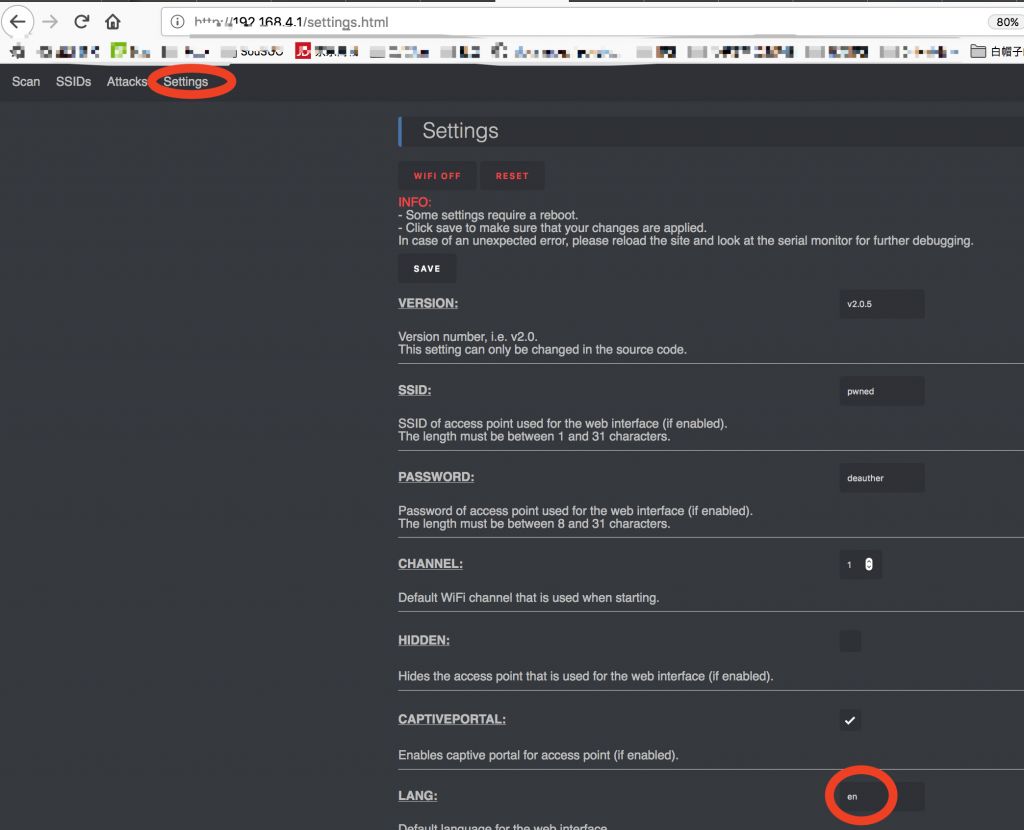 192.168.4.1/settings.html
80%
SouSUO
白帽子
Scan SSIDs Attacks Settings
Settings
WIFI OFF RESET
INFO:
- Some settings require a reboot.
- Click save to make sure that your changes are applied.
In case of an unexpected error, please reload the site and look at the serial monitor for further debugging.
SAVE
VERSION: v2.0.5
Version number, i.e. v2.0.
This setting can only be changed in the source code.
SSID: pwned
SSID of access point used for the web interface (if enabled).
The length must be between 1 and 31 characters.
PASSWORD: deauther
Password of access point used for the web interface (if enabled).
The length must be between 8 and 31 characters.
CHANNEL: 1
Default WiFi channel that is used when starting.
HIDDEN:
Hides the access point that is used for the web interface (if enabled).
CAPTIVEPORTAL:
Enables captive portal for access point (if enabled).
LANG: en
Default language for the web interface.